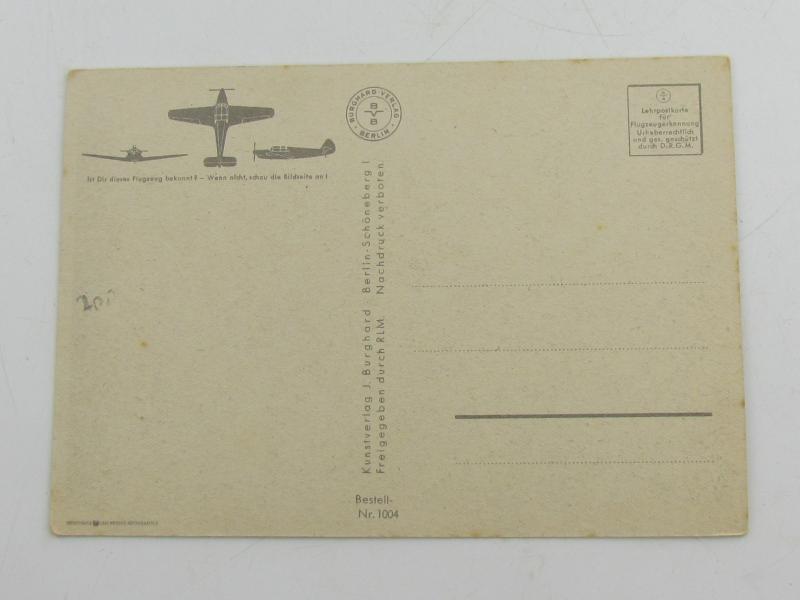 Ist Dir dieses Flugzeug bekannt? – Wenn nicht, schau die Bildseite an!
BURGHARD-VERLAG
B
V
B
BERLIN
Lehrpostkarte
für
Flugzeugerkennung
Urheberrechtlich
und ges. geschützt
durch D.R.G.M.
Kunstverlag J. Burghard Berlin-Schöneberg I
Freigegeben durch RLM. Nachdruck verboten.
Bestell-
Nr. 1004